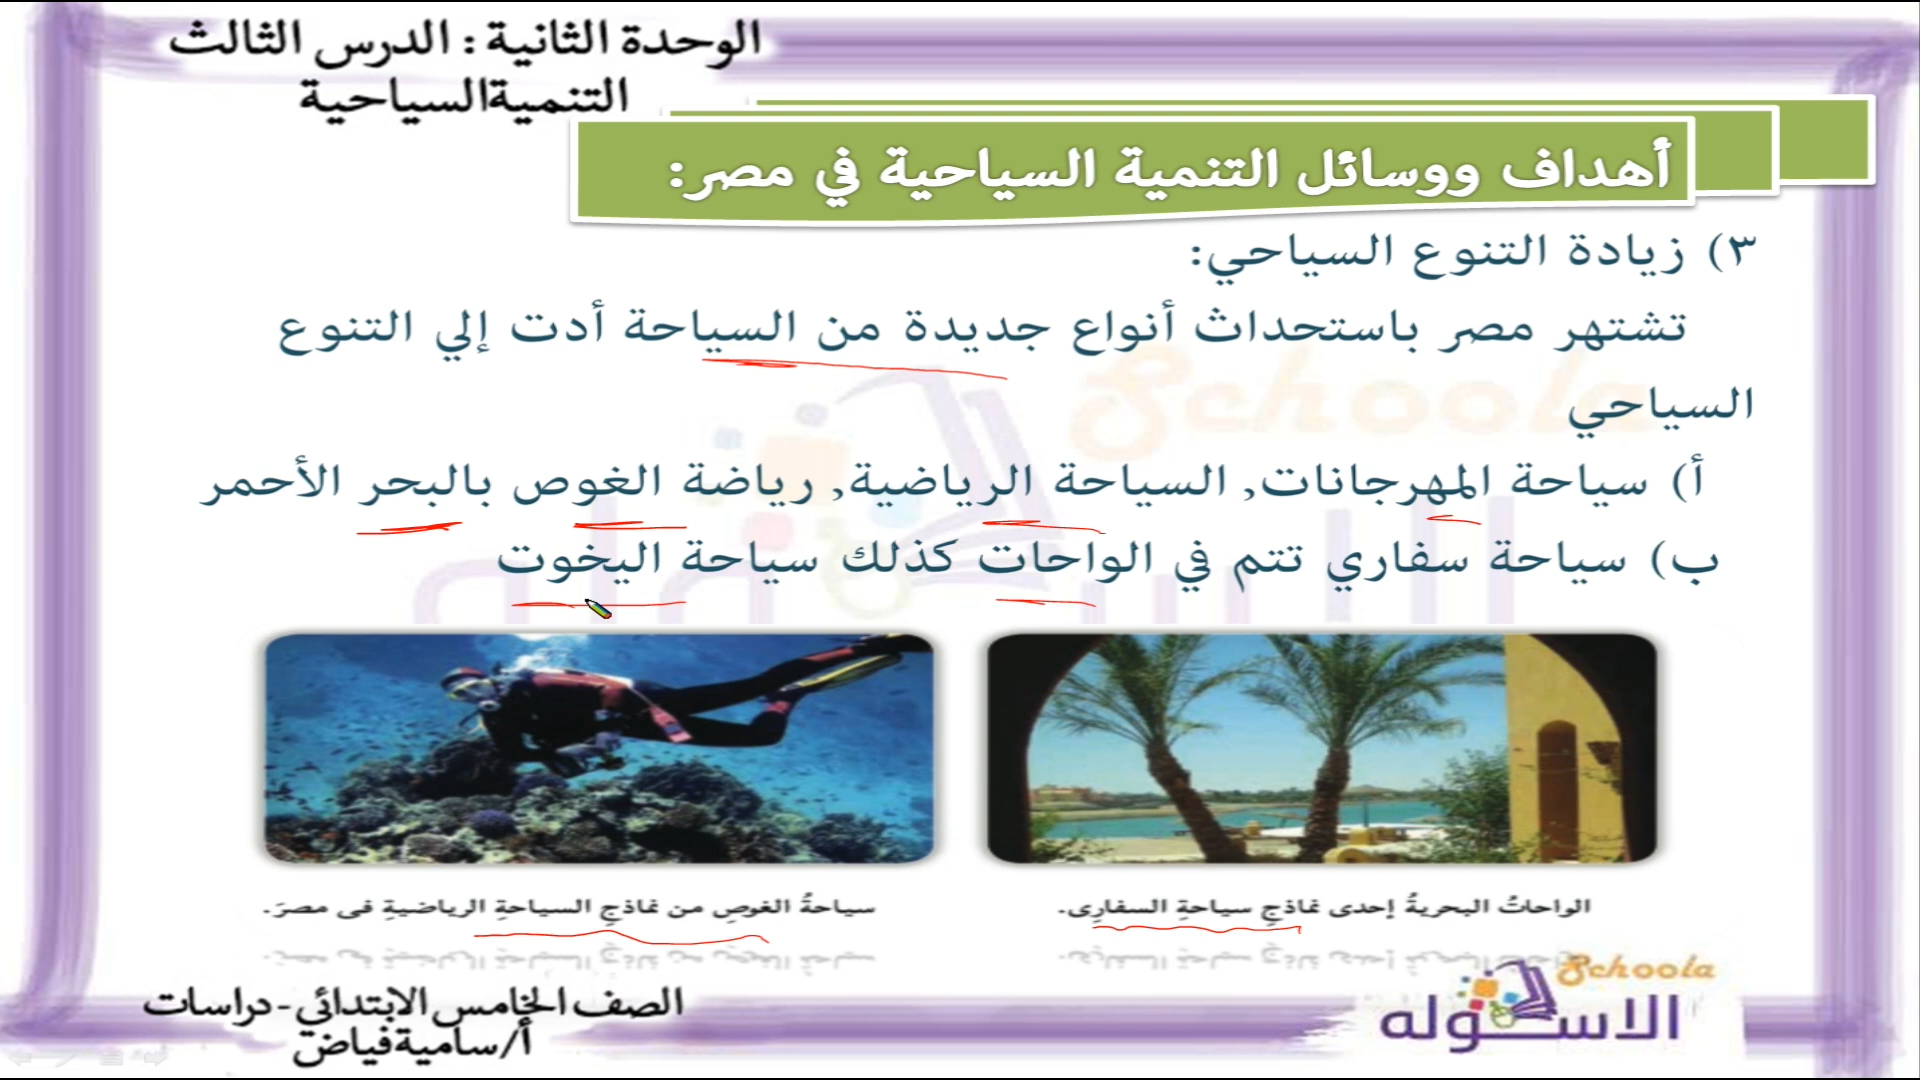 الوحدة الثانية : الدرس الثالث
التنميةالسياحية
أهداف ووسائل التنمية السياحية في مصر:
٣) زيادة التنوع السياحي:
تشتهر مصر باستحداث أنواع جديدة من السياحة أدت إلي التنوع
السياحي
أ) سياحة المهرجانات, السياحة الرياضية, رياضة الغوص بالبحر الأحمر
ب) سياحة سفاري تتم في الواحات كذلك سياحة اليخوت
الواحاتُ البحريةُ إحدى نماذجِ سياحةِ السفارِى.
سياحةُ الغوصِ من نماذجِ السياحةِ الرياضيةِ فى مصرَ.
الصف الخامس الابتدائي - دراسات
أ/سامية فياض
Schoola
الاسكوله